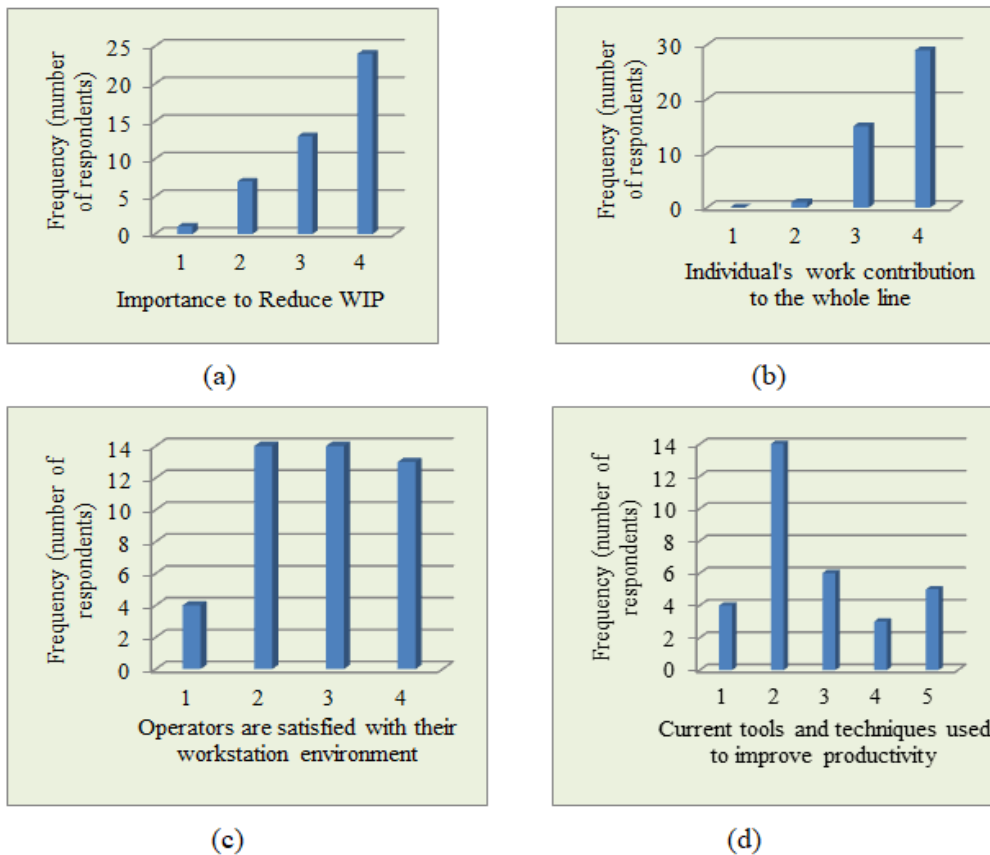 Frequency (number
of respondents)
25
20
15
10
5
0
1 2 3 4
Importance to Reduce WIP
(a)
Frequency (number
of respondents)
30
20
10
0
1 2 3 4
Individual's work contribution
to the whole line
(b)
Frequency (number of
respondents)
14
12
10
8
6
4
2
0
1 2 3 4
Operators are satisfied with their
workstation environment
(c)
Frequency (number of
respondents)
14
12
10
8
6
4
2
0
1 2 3 4 5
Current tools and techniques used
to improve productivity
(d)